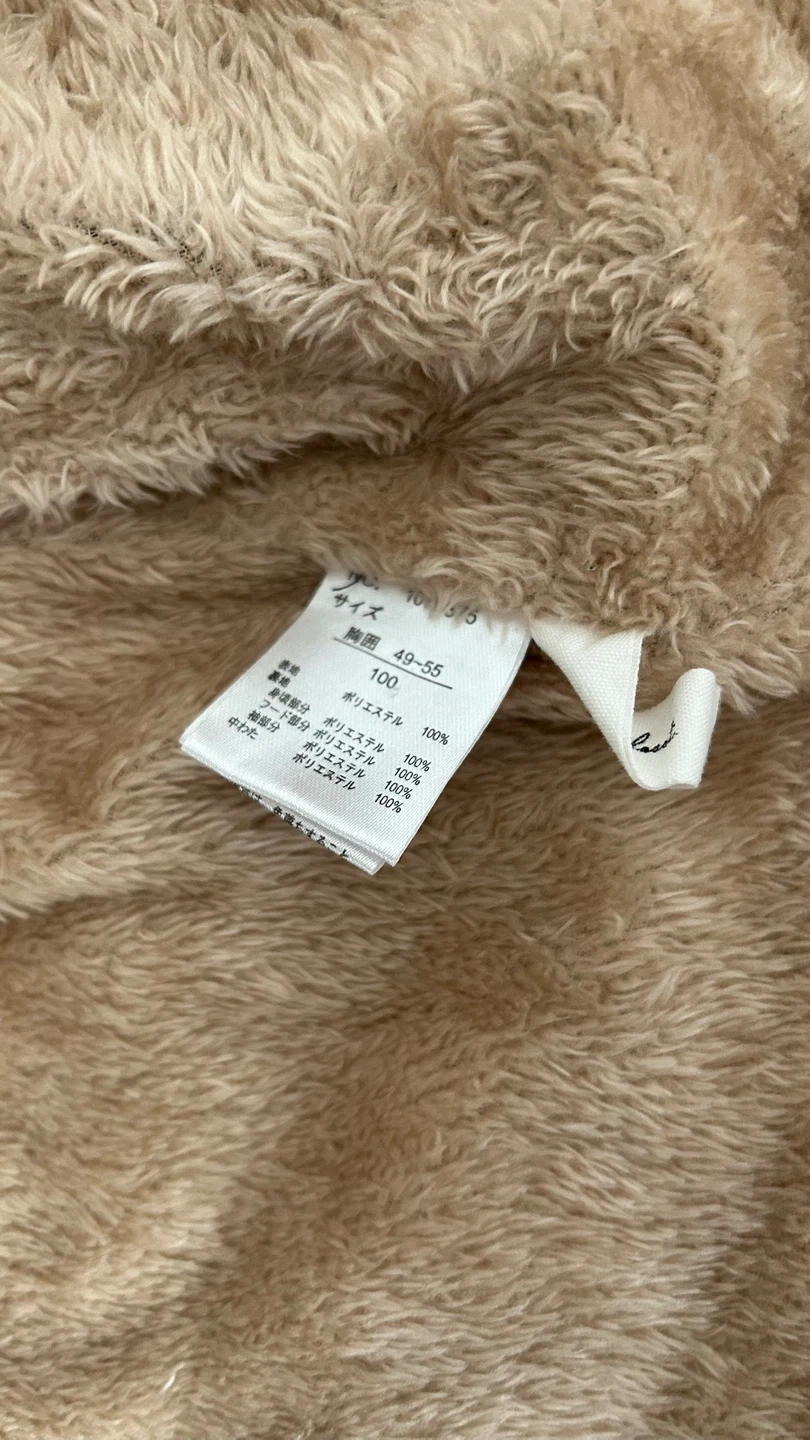 サイズ
胸囲 49~55
100
表地 ポリエステル 100%
裏地
身頃部分 ポリエステル 100%
フード部分 ポリエステル 100%
袖部分 ポリエステル 100%
中わた ポリエステル 100%